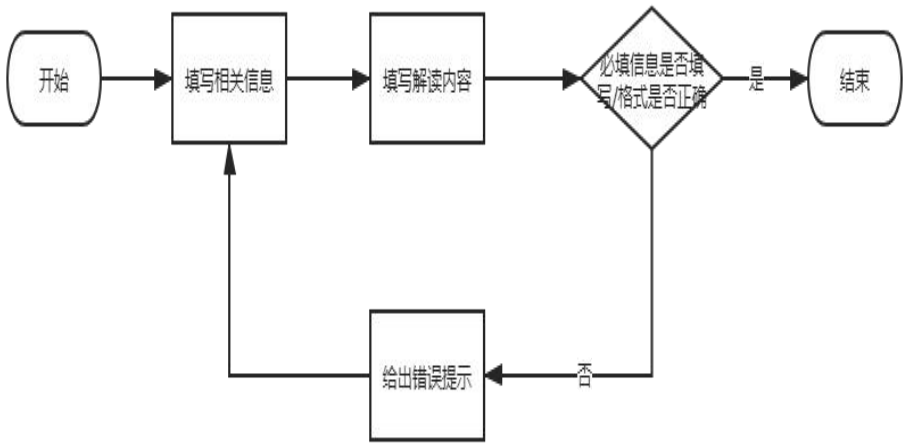 开始
填写相关信息
填写解读内容
必填信息是否填
写/格式是否正确
是
结束
给出错误提示
否